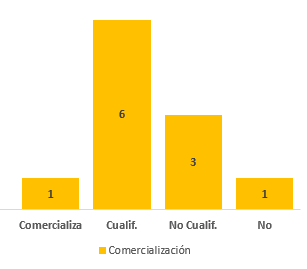 6
3
1
1
Comercializa
Cualif.
No Cualif.
No
Comercialización